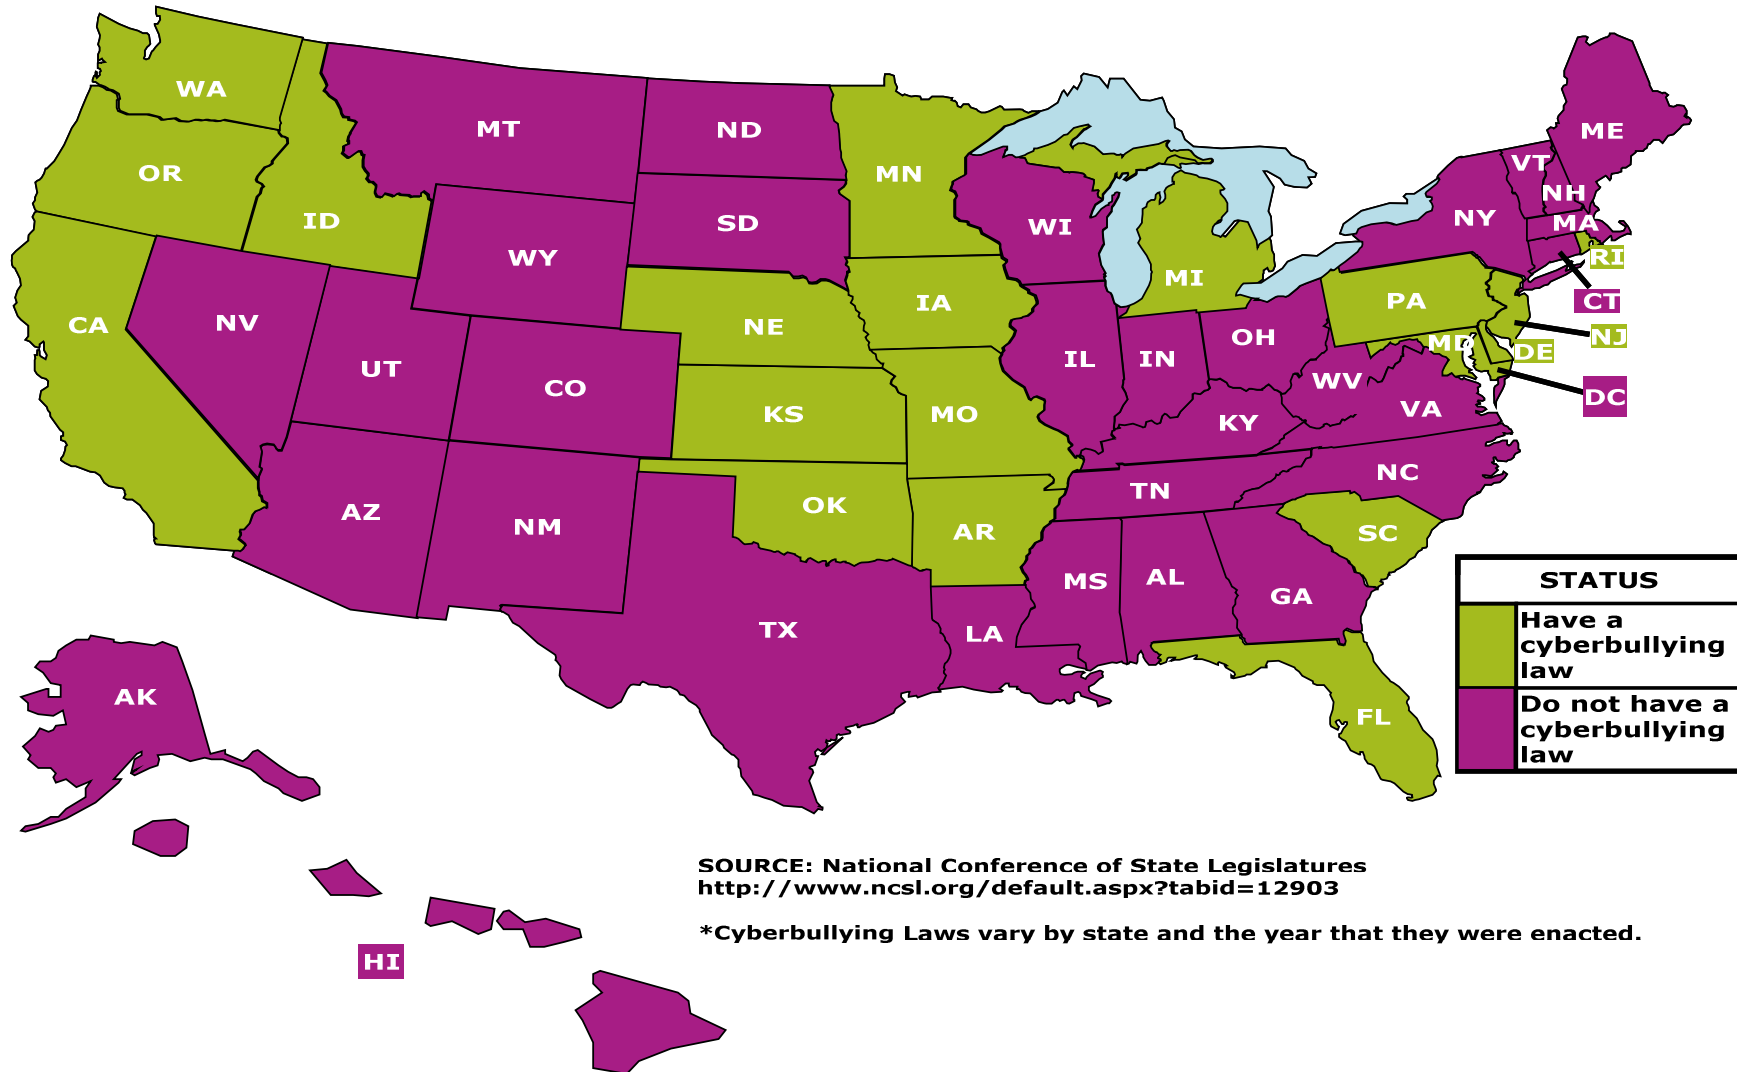 WA
MT
ND
ME
OR
MN
VT
NH
ID
SD
WI
NY
MA
WY
RI
MI
CT
IA
PA
CA
NV
NE
OH
NJ
MD
DE
UT
CO
IL
IN
WV
DC
KS
MO
KY
VA
NC
AZ
NM
OK
TN
AR
SC
MS
AL
GA
TX
LA
STATUS
Have a
cyberbullying
law
Do not have a
cyberbullying
law
AK
FL
HI
SOURCE: National Conference of State Legislatures
http://www.ncsl.org/default.aspx?tabid=12903
*Cyberbullying Laws vary by state and the year that they were enacted.